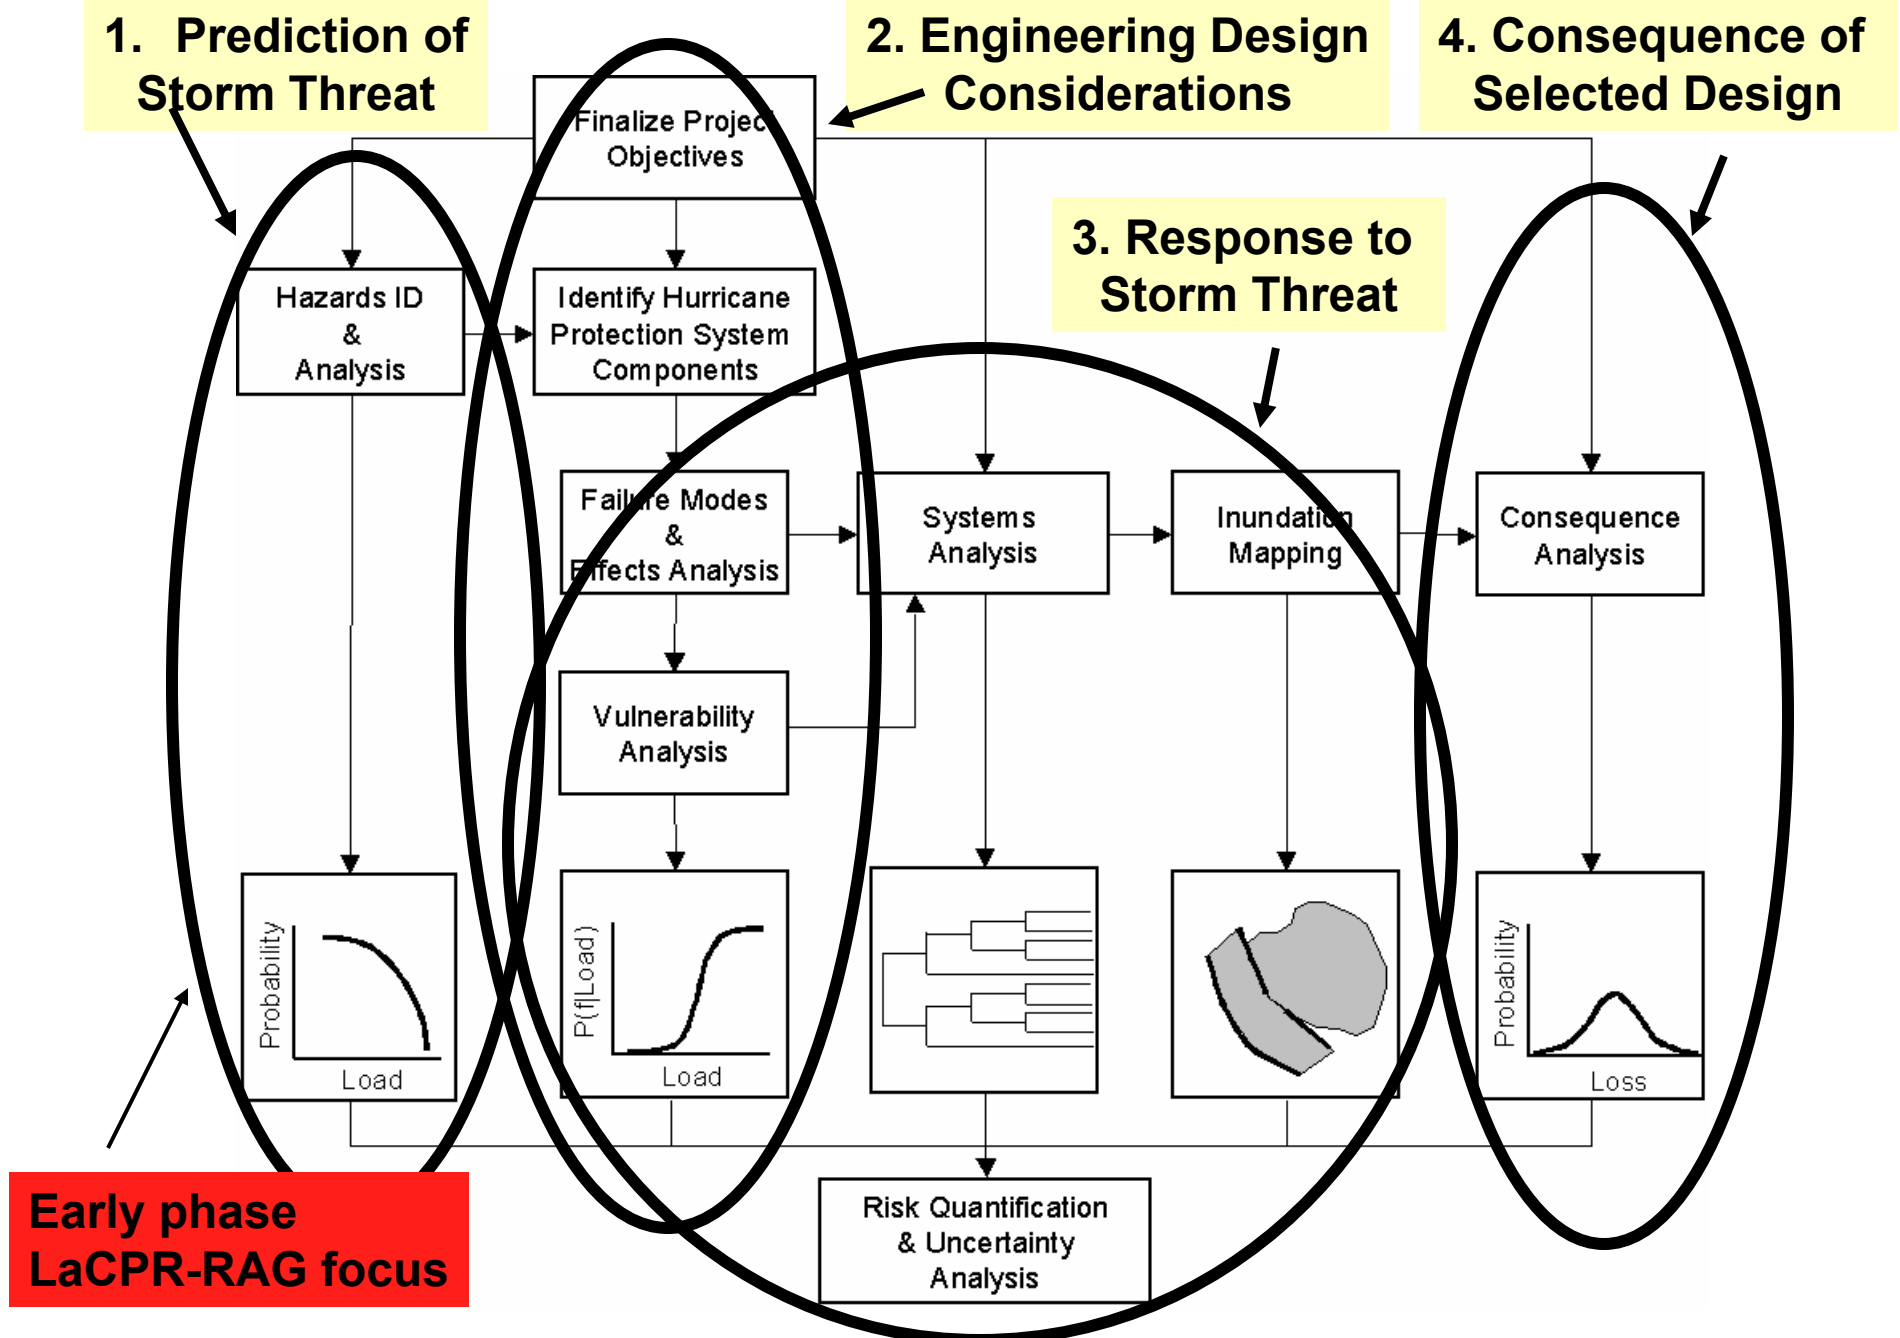 1. Prediction of
Storm Threat
2. Engineering Design
Considerations
4. Consequence of
Selected Design
Finalize Project
Objectives
3. Response to
Storm Threat
Hazards ID
&
Analysis
Identify Hurricane
Protection System
Components
Failure Modes
&
Effects Analysis
Systems
Analysis
Inundation
Mapping
Consequence
Analysis
Vulnerability
Analysis
Probability
Load
P(f|Load)
Load
Probability
Loss
Early phase
LaCPR-RAG focus
Risk Quantification
& Uncertainty
Analysis